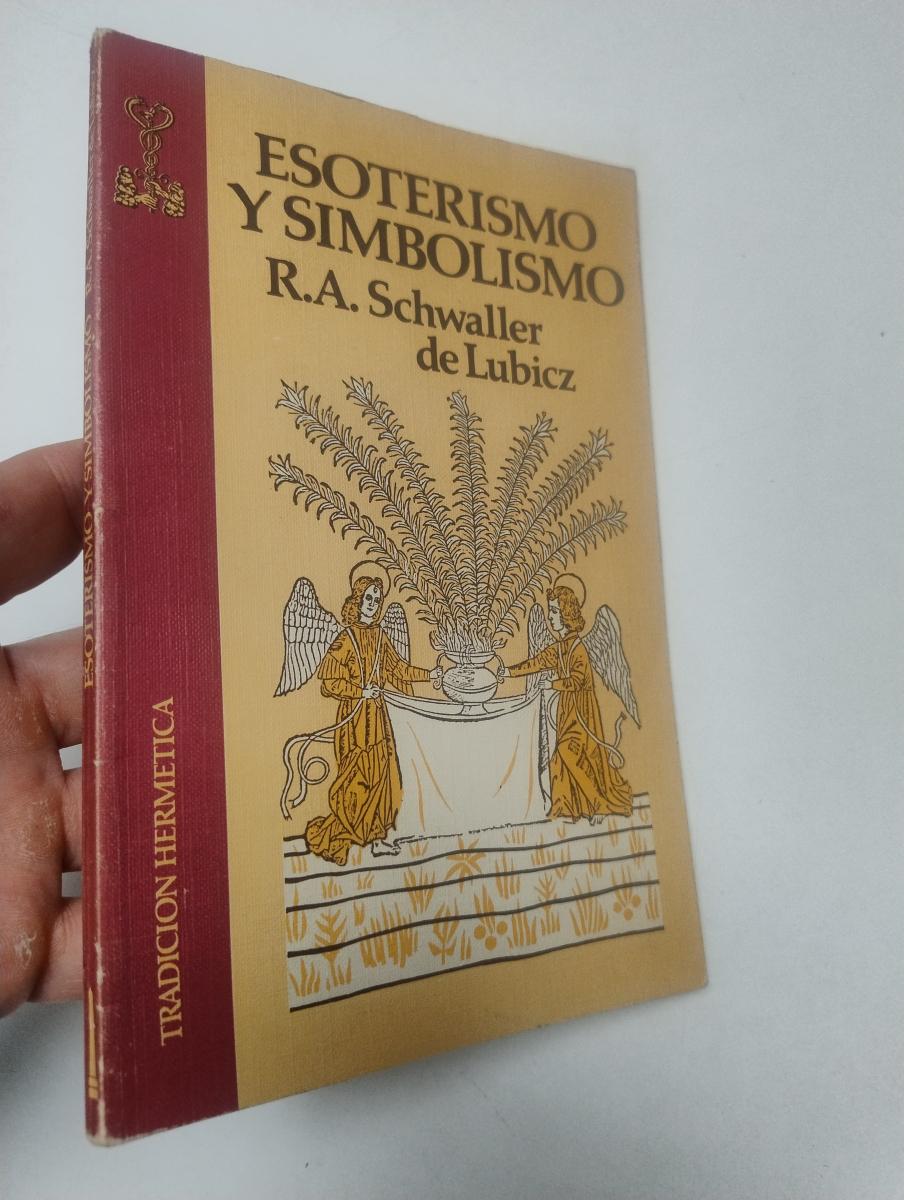 ESOTERISMO
Y SIMBOLISMO
R.A. Schwaller
de Lubicz
TRADICION HERMETICA
ESOTERISMO Y SIMBOLISMO